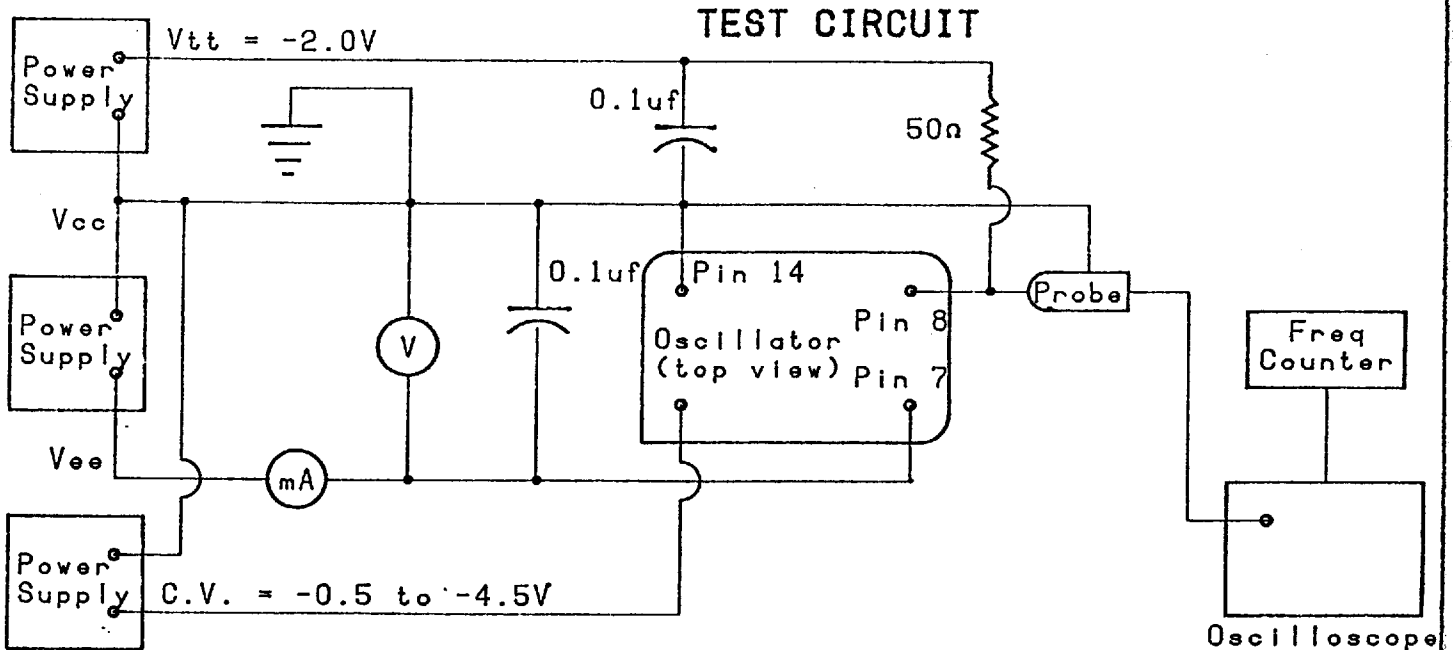 TEST CIRCUIT
Vtt = -2.0V
Power
Supply
0.1uf
50Ω
Vcc
0.1uf
Pin 14
Probe
Power
Supply
V
Pin 8
Oscillator
(top view)
Pin 7
Freq
Counter
Vee
mA
Power
Supply
C.V. = -0.5 to -4.5V
Oscilloscope